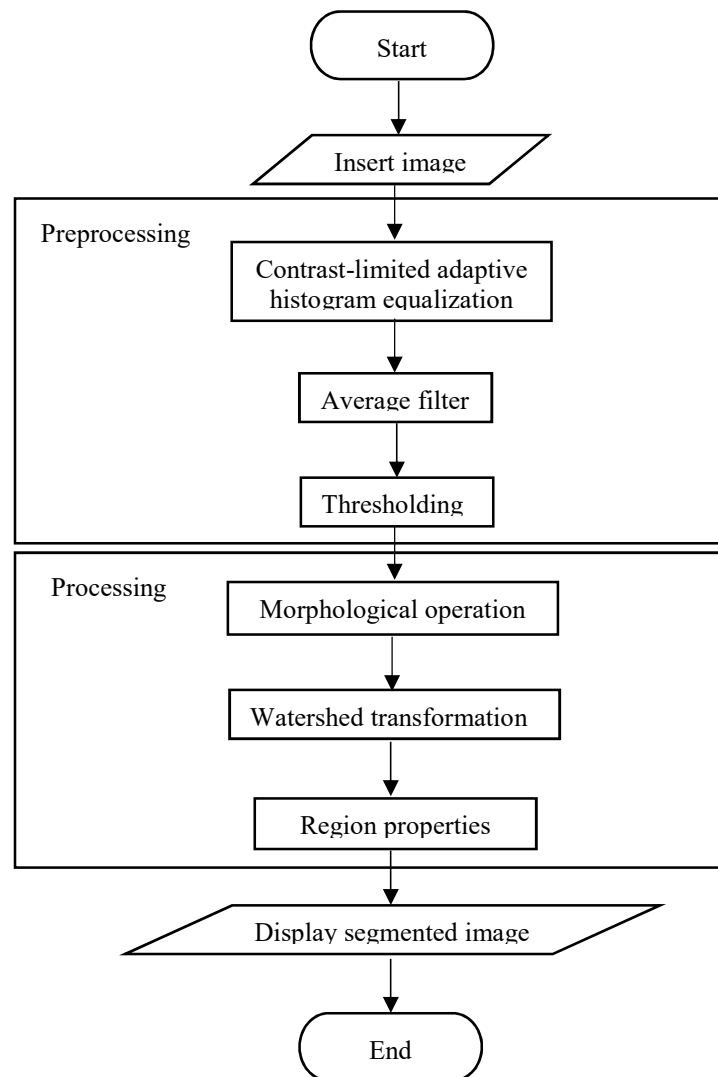 Start
Insert image
Preprocessing
Contrast-limited adaptive
histogram equalization
Average filter
Thresholding
Processing
Morphological operation
Watershed transformation
Region properties
Display segmented image
End